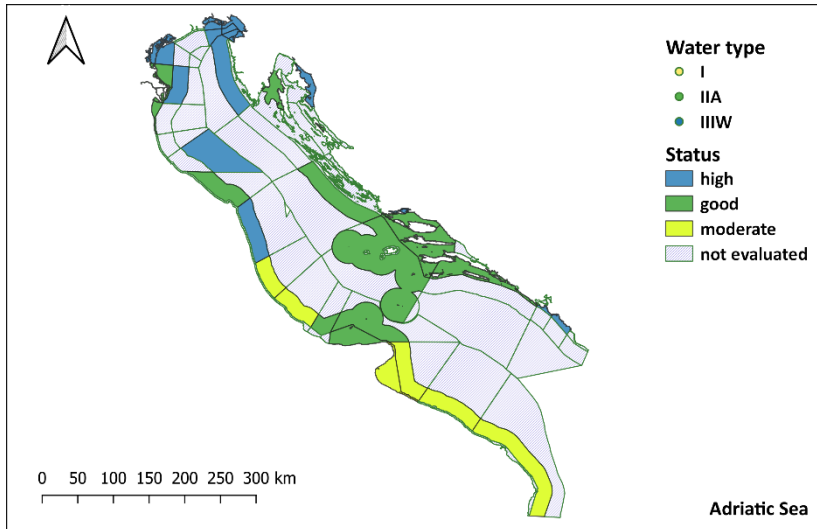 Water type
I
IIA
IIIW
Status
high
good
moderate
not evaluated
0 50 100 150 200 250 300 km
Adriatic Sea